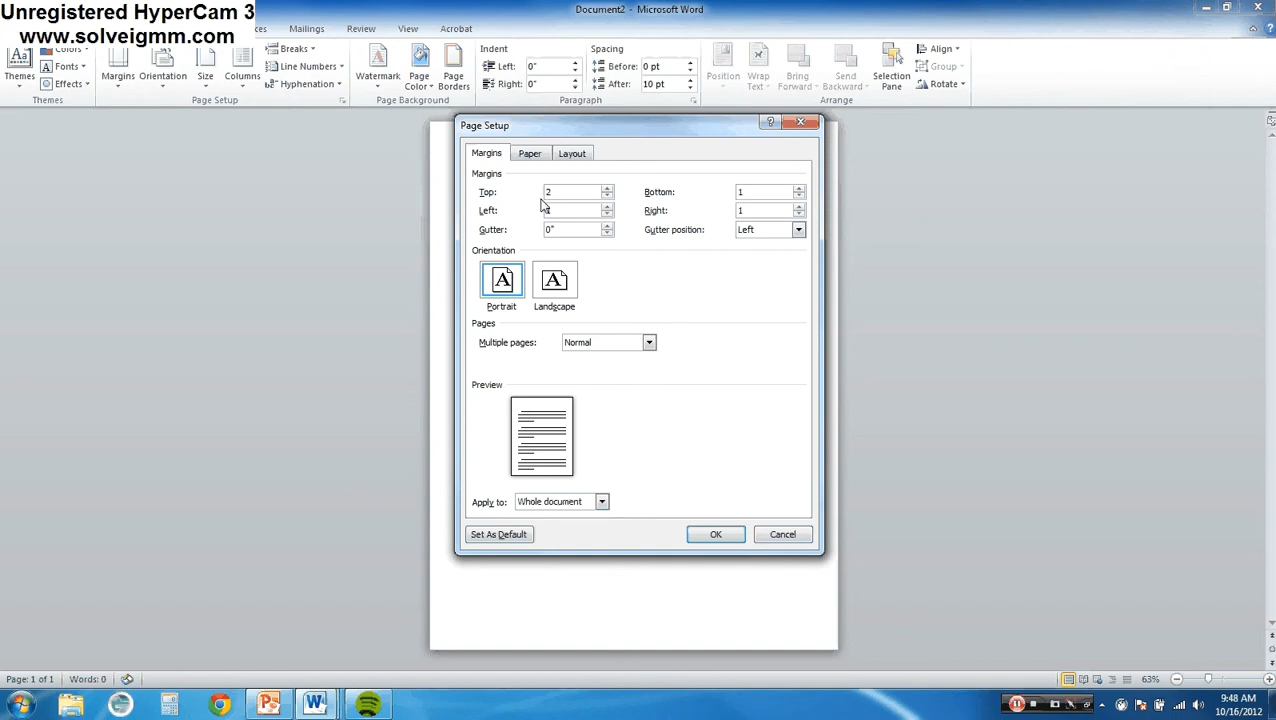 Unregistered HyperCam 3
www.solveigmm.com
Document2 - Microsoft Word
Mailings Review View Acrobat
Themes
Colors
Fonts
Effects
Themes
Margins
Orientation
Size
Columns
Breaks
Line Numbers
Hyphenation
Page Setup
Watermark
Page
Color
Page
Borders
Page Background
Indent
Left: 0"
Right: 0"
Spacing
Before: 0 pt
After: 10 pt
Paragraph
Position
Wrap
Text
Bring
Forward
Send
Backward
Selection
Pane
Align
Group
Rotate
Arrange
Page Setup
Margins Paper Layout
Margins
Top: 2 Bottom: 1
Left: Right: 1
Gutter: 0" Gutter position: Left
Orientation
A A
Portrait Landscape
Pages
Multiple pages: Normal
Preview
Apply to: Whole document
Set As Default OK Cancel
Page: 1 of 1 Words: 0 63%
9:48 AM
10/16/2012